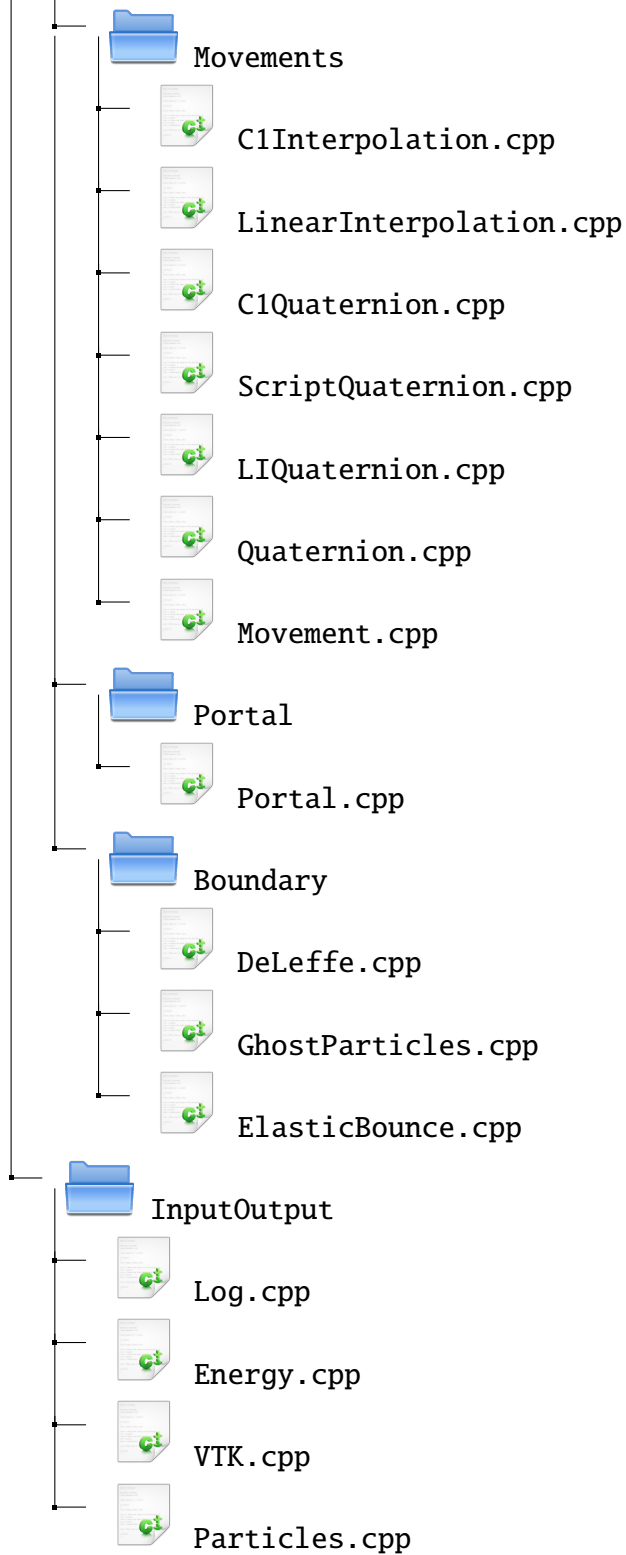 Movements
C1Interpolation.cpp
LinearInterpolation.cpp
C1Quaternion.cpp
ScriptQuaternion.cpp
LIQuaternion.cpp
Quaternion.cpp
Movement.cpp
Portal
Portal.cpp
Boundary
DeLeffe.cpp
GhostParticles.cpp
ElasticBounce.cpp
InputOutput
Log.cpp
Energy.cpp
VTK.cpp
Particles.cpp